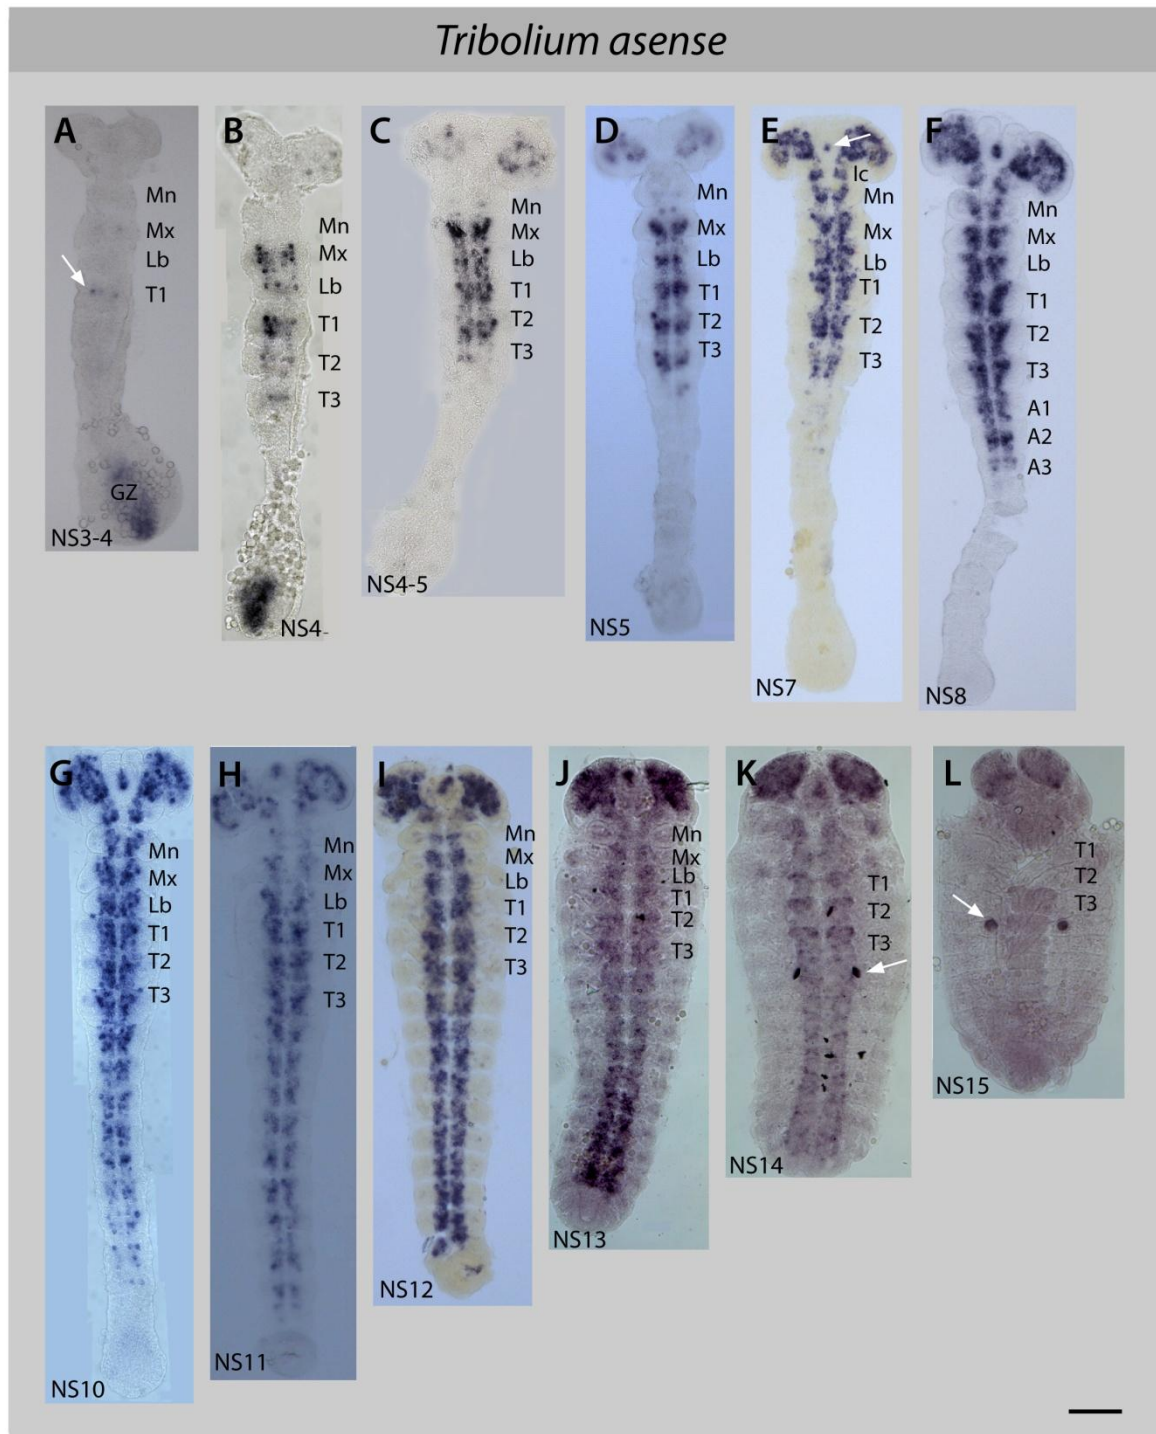 Tribolium asense
A
Mn
Mx
Lb
T1
GZ
NS3-4
B
Mn
Mx
Lb
T1
T2
T3
NS4
C
Mn
Mx
Lb
T1
T2
T3
NS4-5
D
Mn
Mx
Lb
T1
T2
T3
NS5
E
Ic
Mn
Mx
Lb
T1
T2
T3
NS7
F
Mn
Mx
Lb
T1
T2
T3
A1
A2
A3
NS8
G
Mn
Mx
Lb
T1
T2
T3
NS10
H
Mn
Mx
Lb
T1
T2
T3
NS11
I
Mn
Mx
Lb
T1
T2
T3
NS12
J
Mn
Mx
Lb
T1
T2
T3
NS13
K
T1
T2
T3
NS14
L
T1
T2
T3
NS15